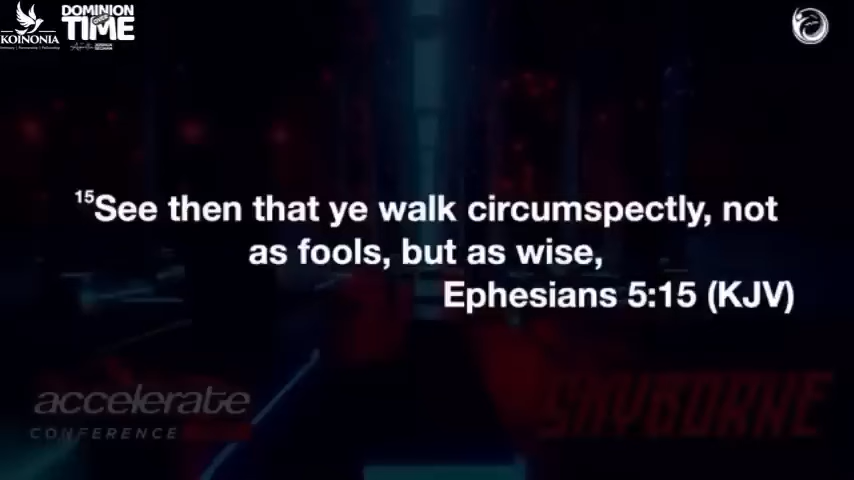 KOINONIA
DOMINION
OVER
TIME
15See then that ye walk circumspectly, not
as fools, but as wise,
Ephesians 5:15 (KJV)
accelerate
CONFERENCE
SKYBORNE